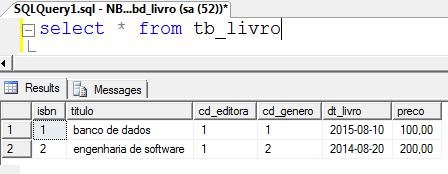 SQLQuery1.sql - NB...bd_livro (sa (52))*
select * from tb_livro
Results Messages
isbn titulo cd_editora cd_genero dt_livro preco
1 1 banco de dados 1 1 2015-08-10 100,00
2 2 engenharia de software 1 2 2014-08-20 200,00